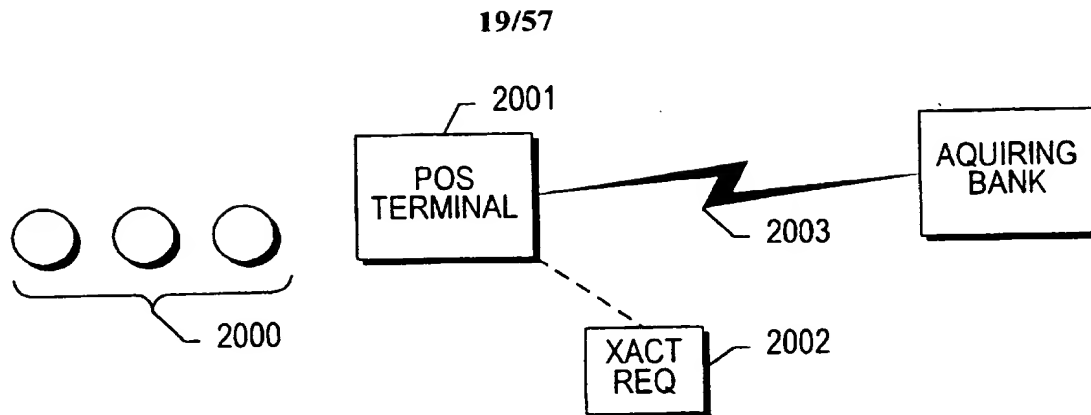 19/57
2001
POS
TERMINAL
AQUIRING
BANK
2003
2000
XACT
REQ
2002